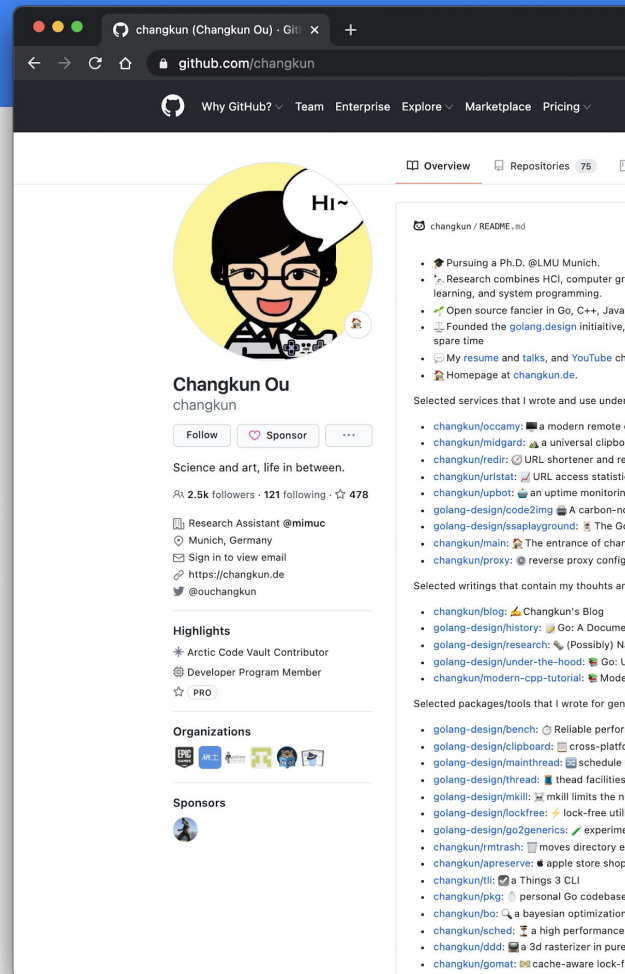 changkun (Changkun Ou) · Git
github.com/changkun
Why GitHub? Team Enterprise Explore Marketplace Pricing
Overview Repositories 75
HI~
Changkun Ou
changkun
Follow Sponsor ...
Science and art, life in between.
2.5k followers · 121 following · 478
Research Assistant @mimuc
Munich, Germany
Sign in to view email
https://changkun.de
@ouchangkun
Highlights
Arctic Code Vault Contributor
Developer Program Member
PRO
Organizations
EPIC GAMES
Sponsors
changkun / README.md
Pursuing a Ph.D. @LMU Munich.
Research combines HCI, computer gr
learning, and system programming.
Open source fancier in Go, C++, Java
Founded the golang.design initiaitive,
spare time
My resume and talks, and YouTube ch
Homepage at changkun.de.
Selected services that I wrote and use under
changkun/occamy: a modern remote
changkun/midgard: a universal clipbo
changkun/redir: URL shortener and re
changkun/urlstat: URL access statisti
changkun/upbot: an uptime monitorin
golang-design/code2img A carbon-no
golang-design/ssaplayground: The Go
changkun/main: The entrance of chan
changkun/proxy: reverse proxy config
Selected writings that contain my thouhts an
changkun/blog: Changkun's Blog
golang-design/history: Go: A Docume
golang-design/research: (Possibly) Na
golang-design/under-the-hood: Go: U
changkun/modern-cpp-tutorial: Mode
Selected packages/tools that I wrote for gen
golang-design/bench: Reliable perfor
golang-design/clipboard: cross-platfo
golang-design/mainthread: schedule
golang-design/thread: thead facilities
golang-design/mkill: mkill limits the n
golang-design/lockfree: lock-free util
golang-design/go2generics: experime
changkun/rmtrash: moves directory e
changkun/apreserve: apple store shop
changkun/tli: a Things 3 CLI
changkun/pkg: personal Go codebase
changkun/bo: a bayesian optimization
changkun/sched: a high performance
changkun/ddd: a 3d rasterizer in pure
changkun/gomat: cache-aware lock-f